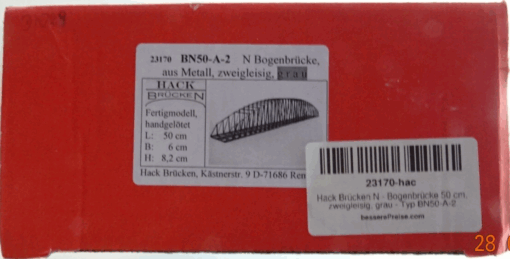 23170 BN50-A-2 N Bogenbrücke,
aus Metall, zweigleisig, grau
HACK
BRÜCKEN
Fertigmodell,
handgelötet
L: 50 cm
B: 6 cm
H: 8,2 cm
Hack Brücken, Kästnerstr. 9 D-71686 Rem
23170-hac
Hack Brücken N - Bogenbrücke 50 cm,
zweigleisig, grau - Typ BN50-A-2
besserePreise.com
28